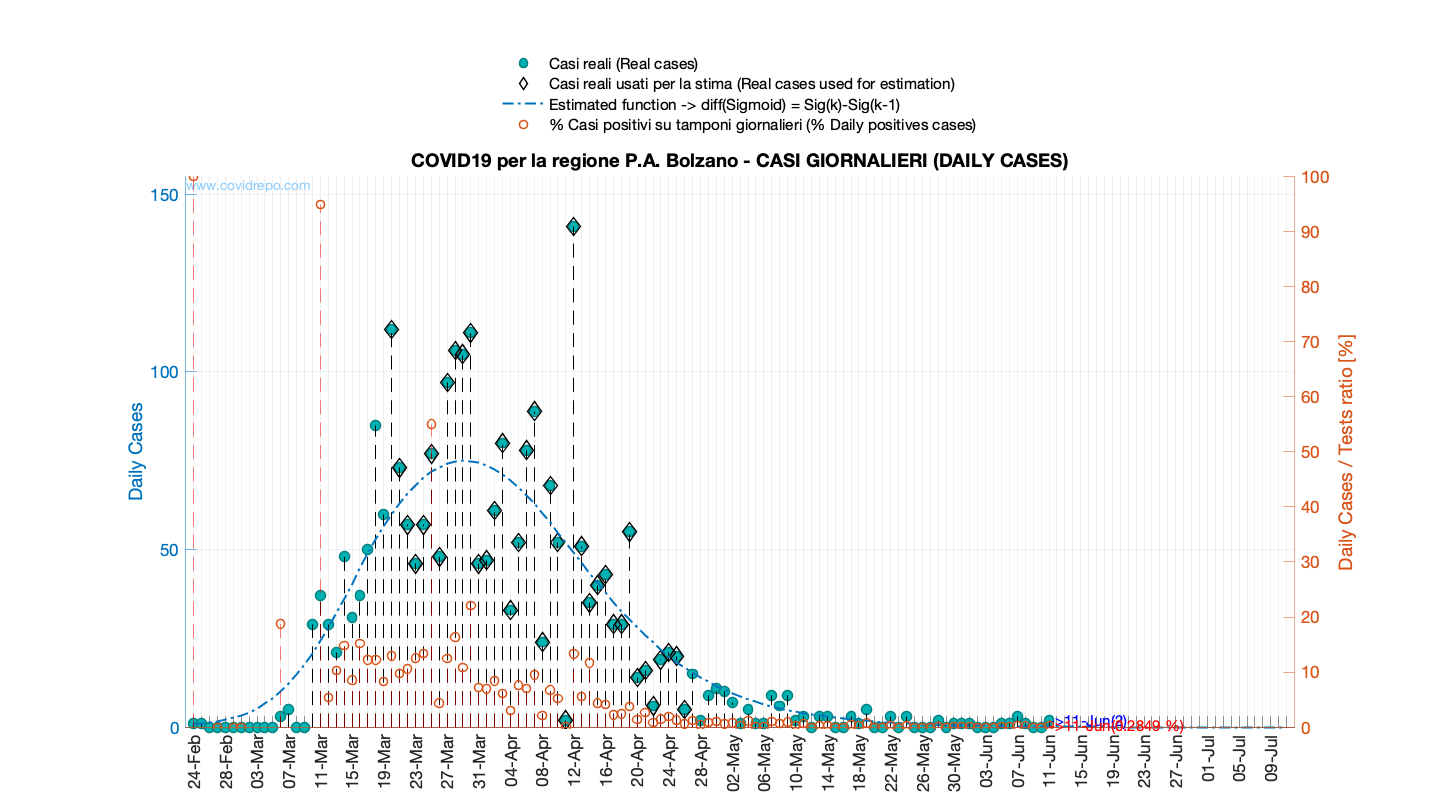 Casi reali (Real cases)
Casi reali usati per la stima (Real cases used for estimation)
Estimated function -> diff(Sigmoid) = Sig(k)-Sig(k-1)
% Casi positivi su tamponi giornalieri (% Daily positives cases)
COVID19 per la regione P.A. Bolzano - CASI GIORNALIERI (DAILY CASES)
www.covidrepo.com
150
100
50
0
Daily Cases
100
90
80
70
60
50
40
30
20
10
0
Daily Cases / Tests ratio [%]
24-Feb
28-Feb
03-Mar
07-Mar
11-Mar
15-Mar
19-Mar
23-Mar
27-Mar
31-Mar
04-Apr
08-Apr
12-Apr
16-Apr
20-Apr
24-Apr
28-Apr
02-May
06-May
10-May
14-May
18-May
22-May
26-May
30-May
03-Jun
07-Jun
11-Jun
15-Jun
19-Jun
23-Jun
27-Jun
01-Jul
05-Jul
09-Jul